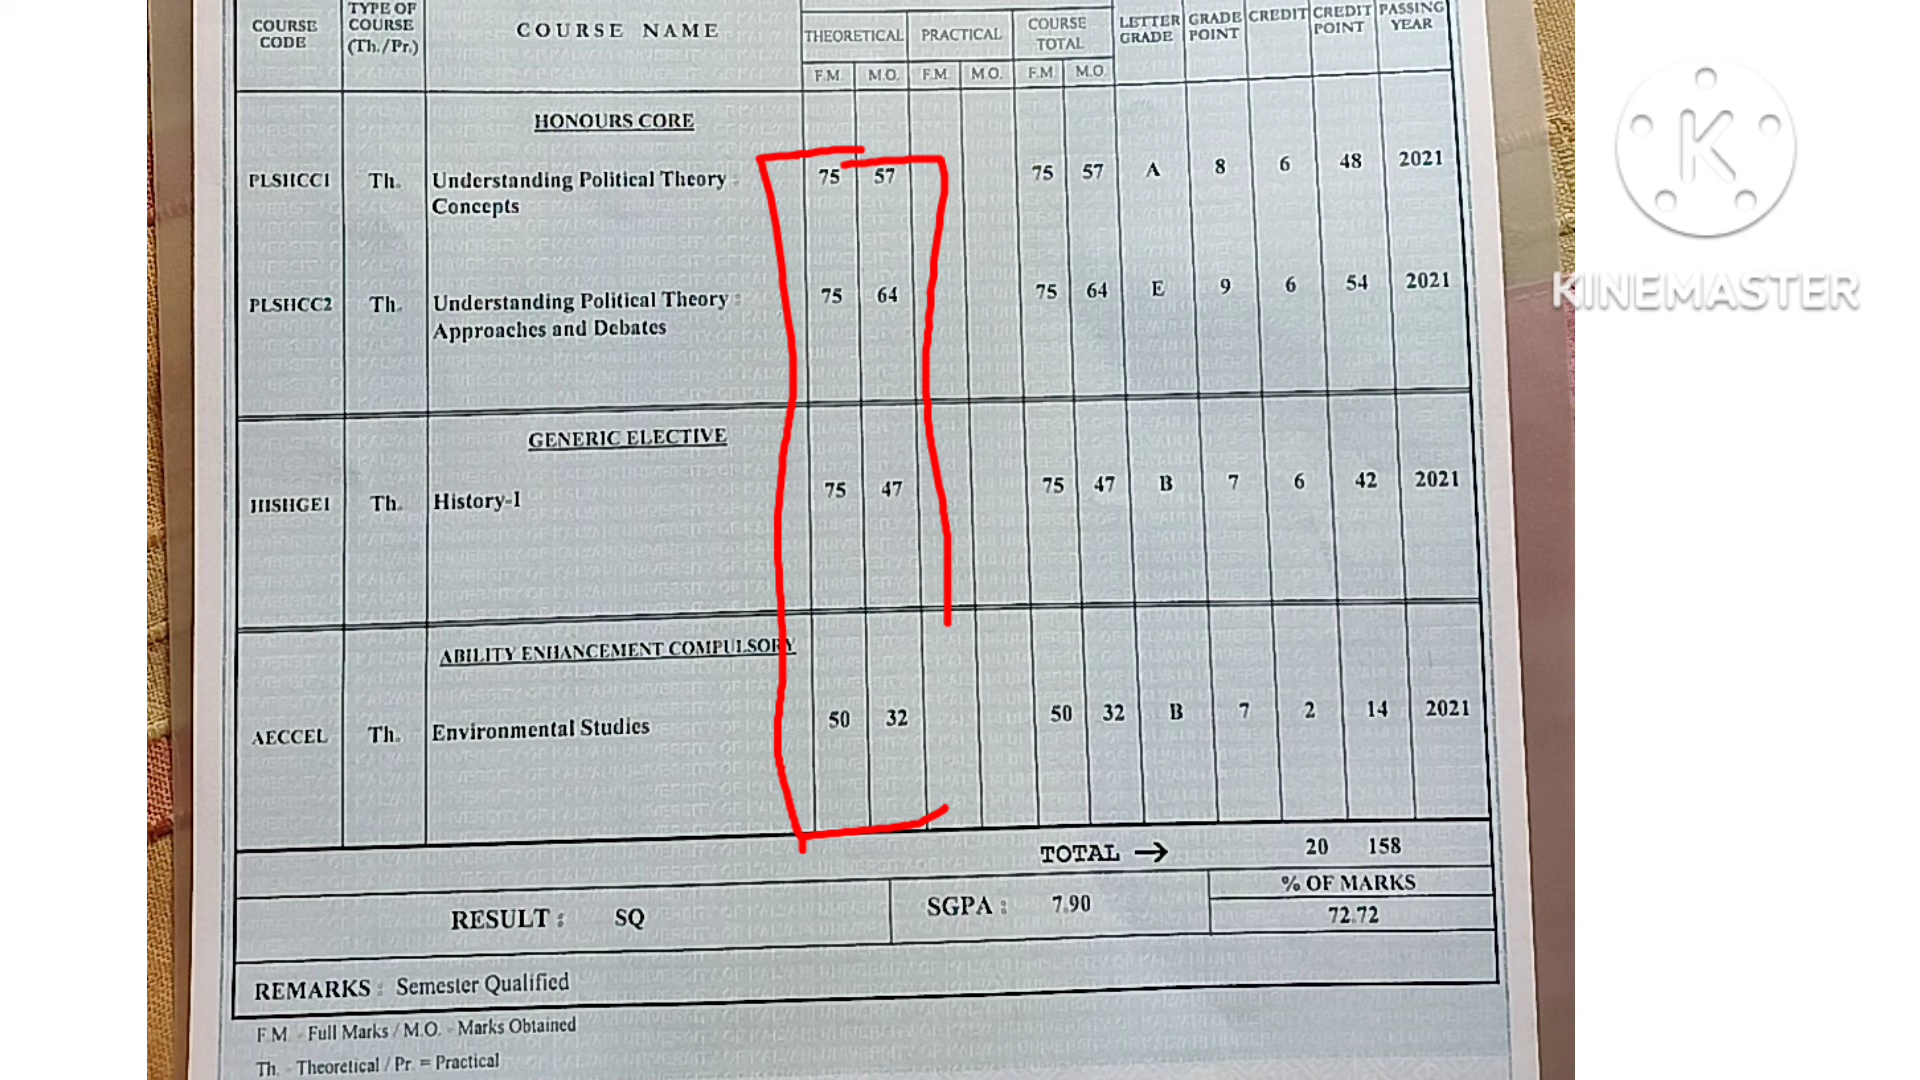 COURSE CODE TYPE OF COURSE (Th./Pr.) COURSE NAME THEORETICAL PRACTICAL COURSE TOTAL LETTER GRADE GRADE POINT CREDIT CREDIT POINT PASSING YEAR
F.M. M.O. F.M. M.O. F.M. M.O.
HONOURS CORE
PLSHCC1 Th. Understanding Political Theory : 75 57 75 57 A 8 6 48 2021
Concepts
PLSHCC2 Th. Understanding Political Theory : 75 64 75 64 E 9 6 54 2021
Approaches and Debates
GENERIC ELECTIVE
HISHGE1 Th. History-I 75 47 75 47 B 7 6 42 2021
ABILITY ENHANCEMENT COMPULSORY
AECCEL Th. Environmental Studies 50 32 50 32 B 7 2 14 2021
TOTAL → 20 158
RESULT : SQ SGPA : 7.90 % OF MARKS
72.72
REMARKS : Semester Qualified
F.M. - Full Marks / M.O. - Marks Obtained
Th. - Theoretical / Pr. = Practical
K
KINEMASTER